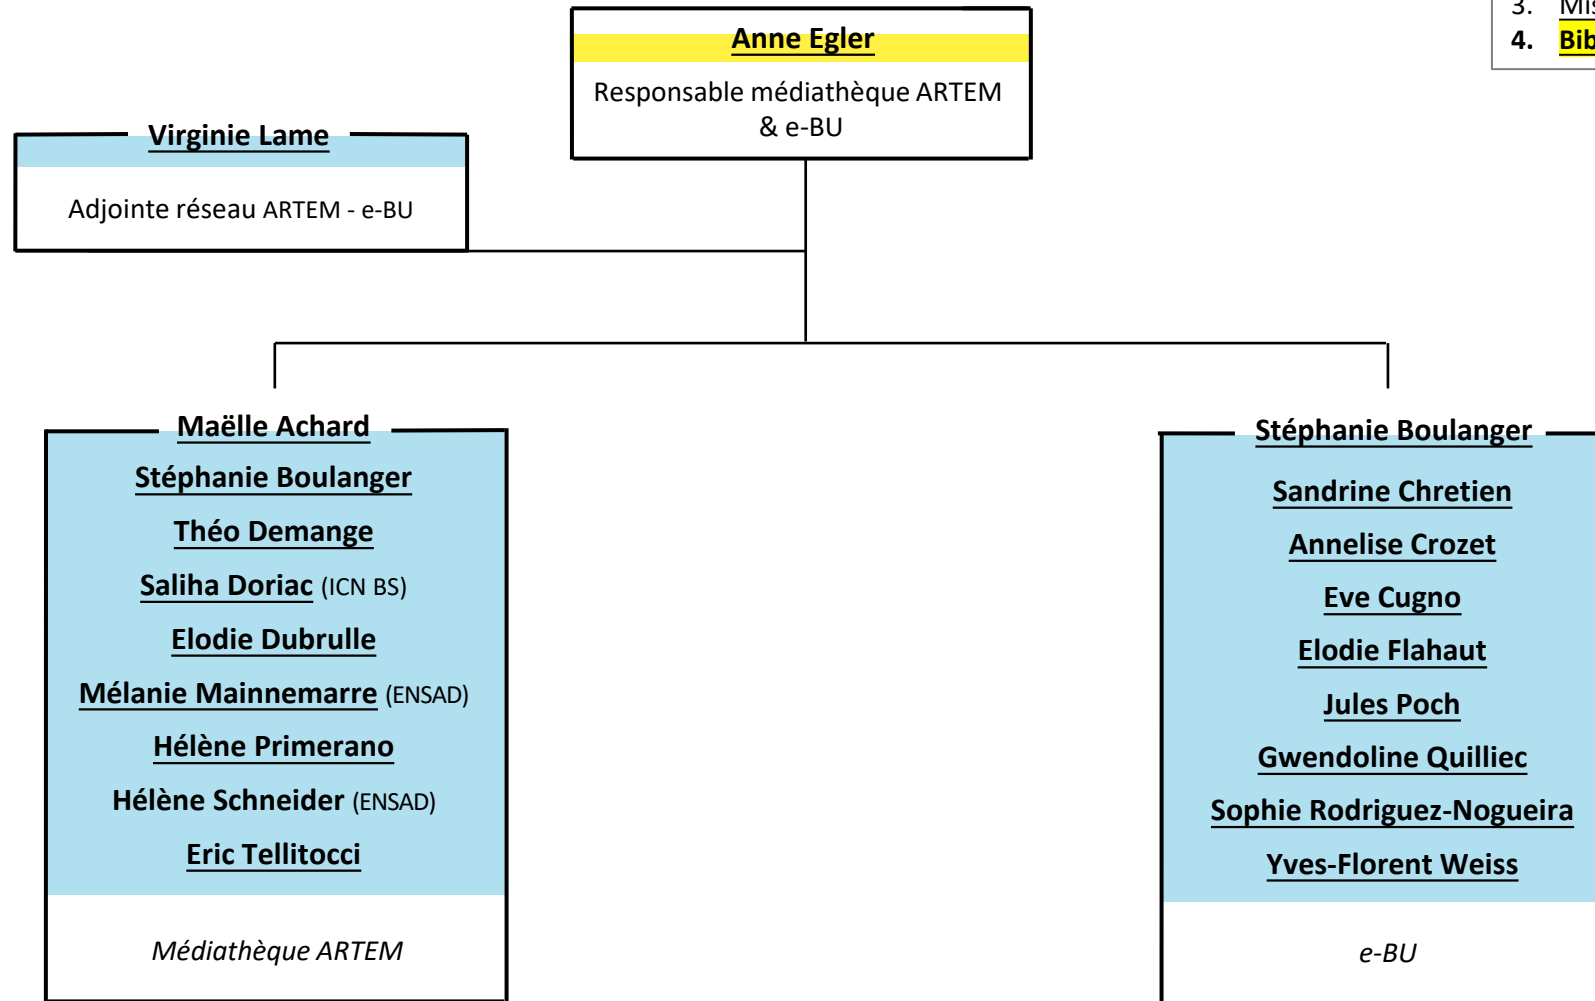 3. 
4. 
Anne Egler
Responsable médiathèque ARTEM
& e-BU
Virginie Lame
Adjointe réseau ARTEM - e-BU
Maëlle Achard
Stéphanie Boulanger
Théo Demange
Saliha Doriac (ICN BS)
Elodie Dubrulle
Mélanie Mainnemarre (ENSAD)
Hélène Primerano
Hélène Schneider (ENSAD)
Eric Tellitocci
Médiathèque ARTEM
Stéphanie Boulanger
Sandrine Chretien
Annelise Crozet
Eve Cugno
Elodie Flahaut
Jules Poch
Gwendoline Quilliec
Sophie Rodriguez-Nogueira
Yves-Florent Weiss
e-BU